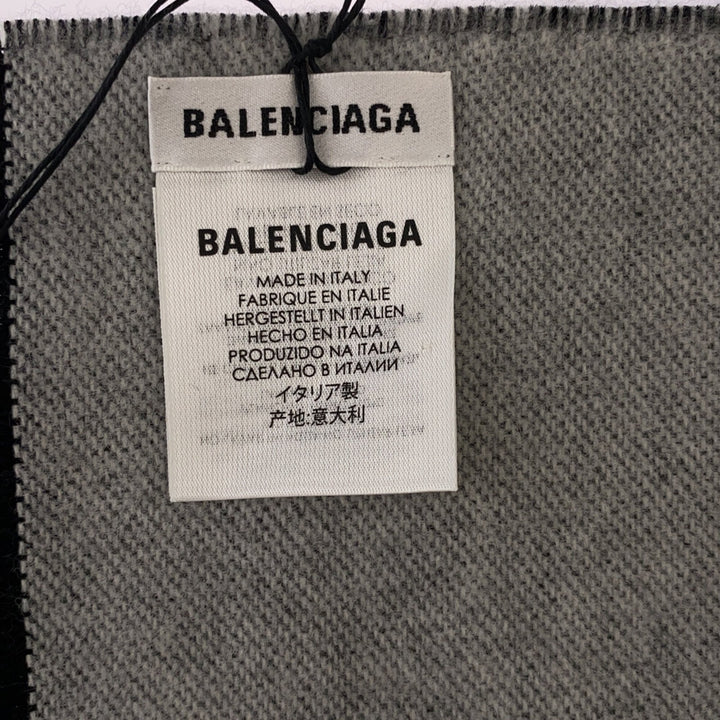 BALENCIAGA
BALENCIAGA
MADE IN ITALY
FABRIQUE EN ITALIE
HERGESTELLT IN ITALIEN
HECHO EN ITALIA
PRODUZIDO NA ITALIA
СДЕЛАНО В ИТАЛИИ
イタリア製
产地:意大利